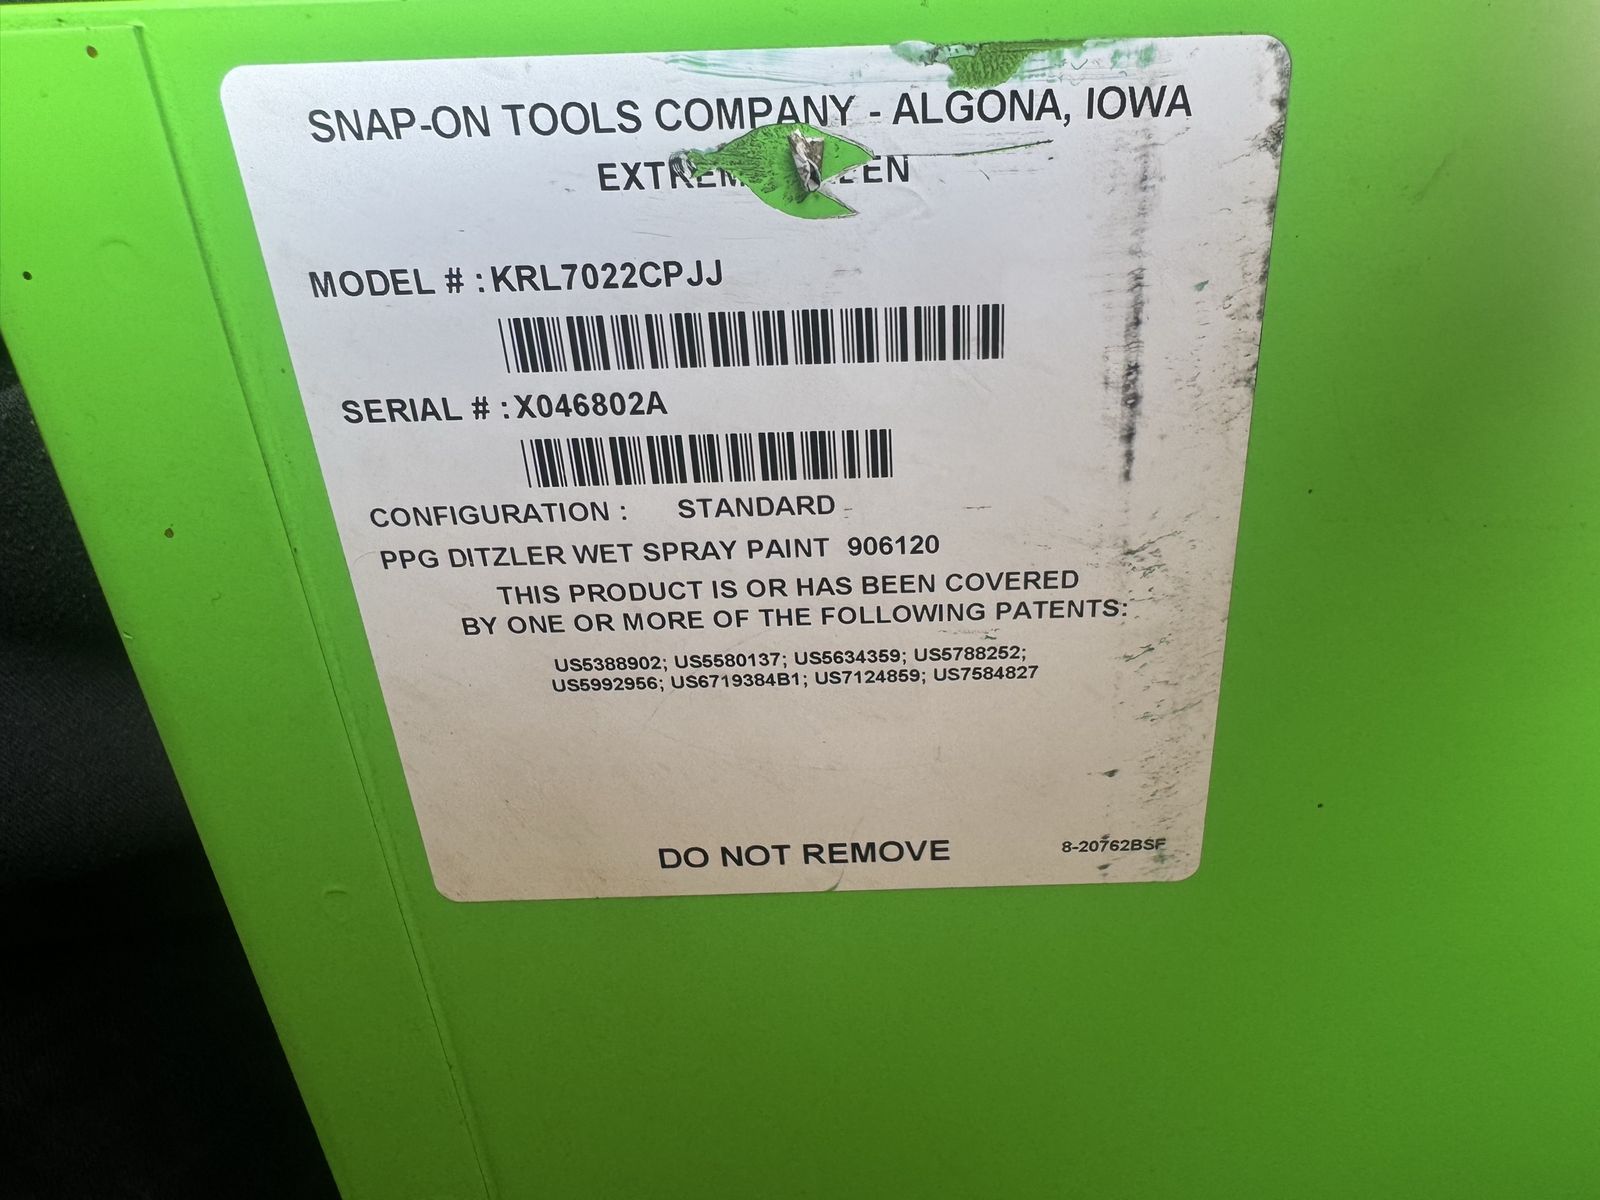 SNAP-ON TOOLS COMPANY - ALGONA, IOWA
MODEL # : KRL7022CPJJ
SERIAL # : X046802A
CONFIGURATION : STANDARD
PPG DITZLER WET SPRAY PAINT 906120
THIS PRODUCT IS OR HAS BEEN COVERED
BY ONE OR MORE OF THE FOLLOWING PATENTS:
US5388902; US5580137; US5634359; US5788252;
US5992956; US6719384B1; US7124859; US7584827
DO NOT REMOVE
8-20762BSF